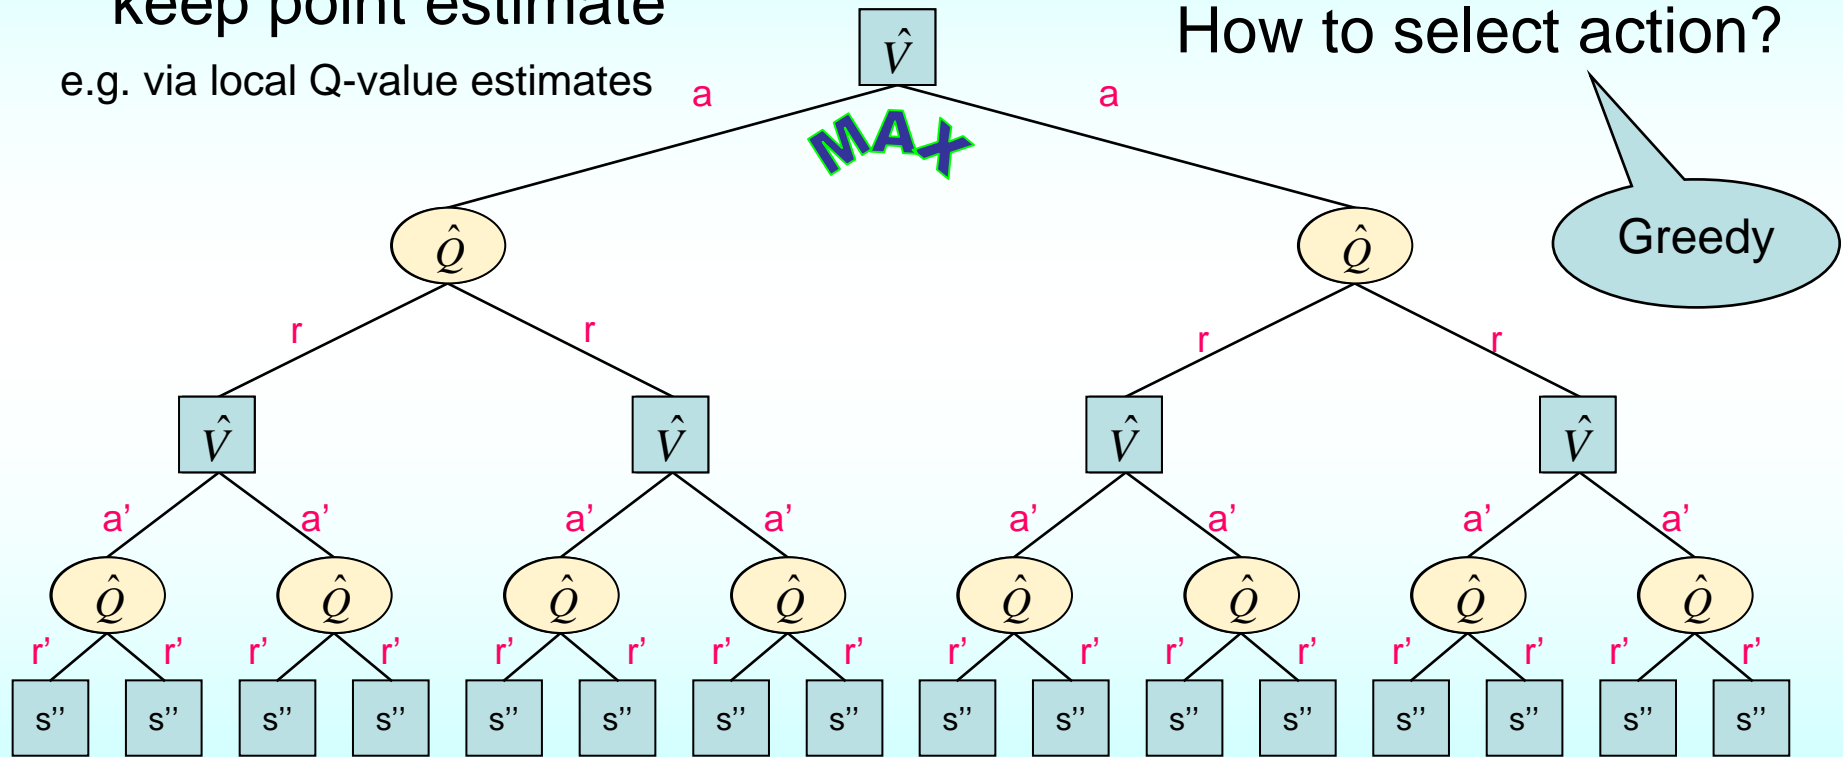 keep point estimate
How to select action?
e.g. via local Q-value estimates
V̂
a a
MAX
Q̂ Q̂
Greedy
r r r r
V̂ V̂ V̂ V̂
a’ a’ a’ a’ a’ a’ a’ a’
Q̂ Q̂ Q̂ Q̂ Q̂ Q̂ Q̂ Q̂
r’ r’ r’ r’ r’ r’ r’ r’ r’ r’ r’ r’ r’ r’ r’ r’
s’’ s’’ s’’ s’’ s’’ s’’ s’’ s’’ s’’ s’’ s’’ s’’ s’’ s’’ s’’ s’’